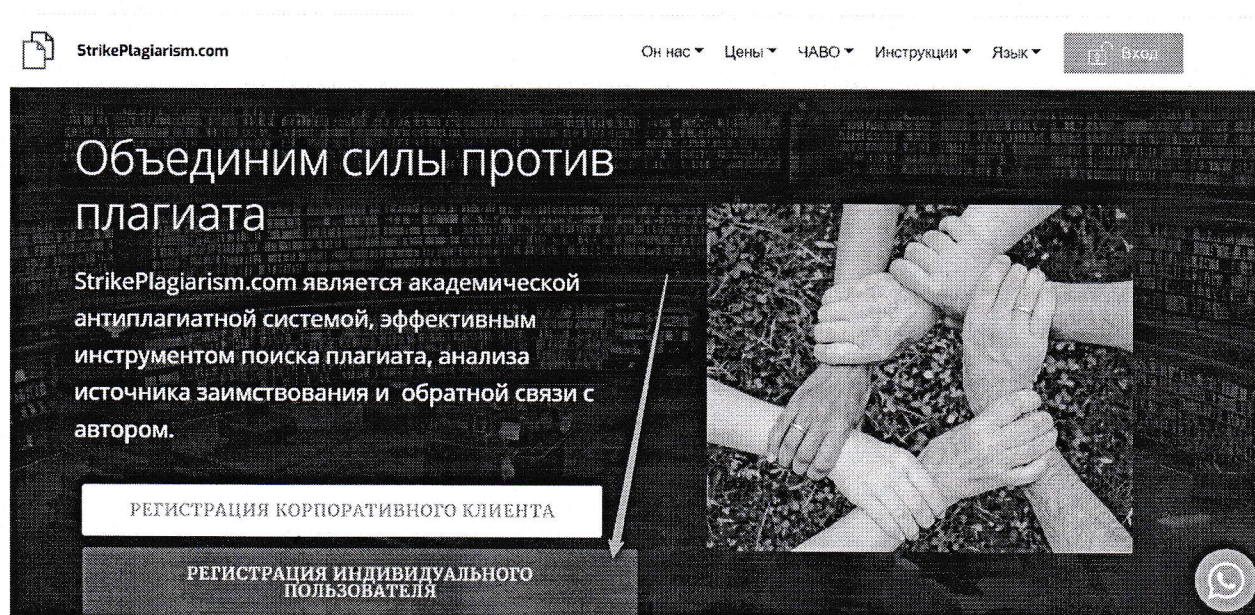 StrikePlagiarism.com
Он нас
Цены
ЧАВО
Инструкции
Язык
Вход
Объединим силы против
плагиата
StrikePlagiarism.com является академической
антиплагиатной системой, эффективным
инструментом поиска плагиата, анализа
источника заимствования и обратной связи с
автором.
РЕГИСТРАЦИЯ КОРПОРАТИВНОГО КЛИЕНТА
РЕГИСТРАЦИЯ ИНДИВИДУАЛЬНОГО
ПОЛЬЗОВАТЕЛЯ